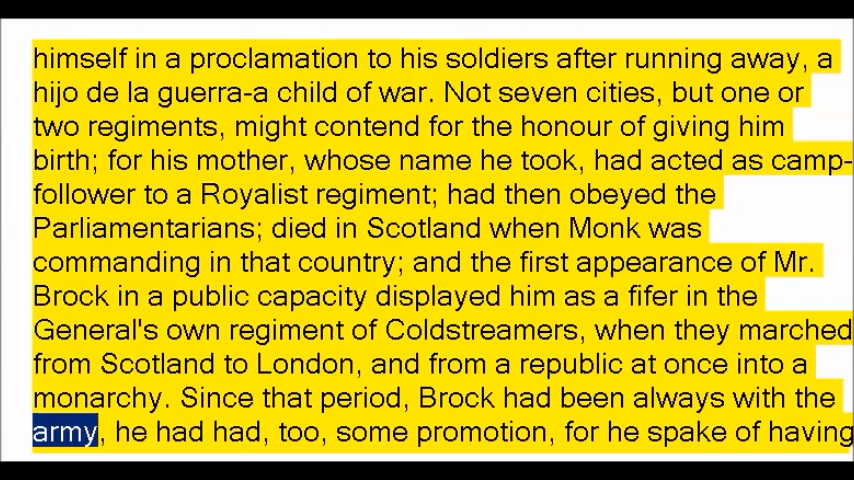 himself in a proclamation to his soldiers after running away, a
hijo de la guerra-a child of war. Not seven cities, but one or
two regiments, might contend for the honour of giving him
birth; for his mother, whose name he took, had acted as camp-
follower to a Royalist regiment; had then obeyed the
Parliamentarians; died in Scotland when Monk was
commanding in that country; and the first appearance of Mr.
Brock in a public capacity displayed him as a fifer in the
General's own regiment of Coldstreamers, when they marched
from Scotland to London, and from a republic at once into a
monarchy. Since that period, Brock had been always with the
army, he had had, too, some promotion, for he spake of having